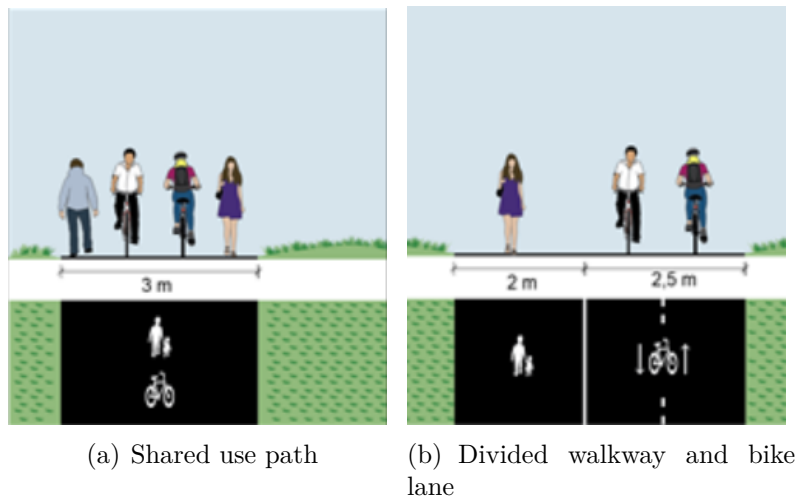 3 m
2 m
2,5 m
(a) Shared use path
(b) Divided walkway and bike
lane